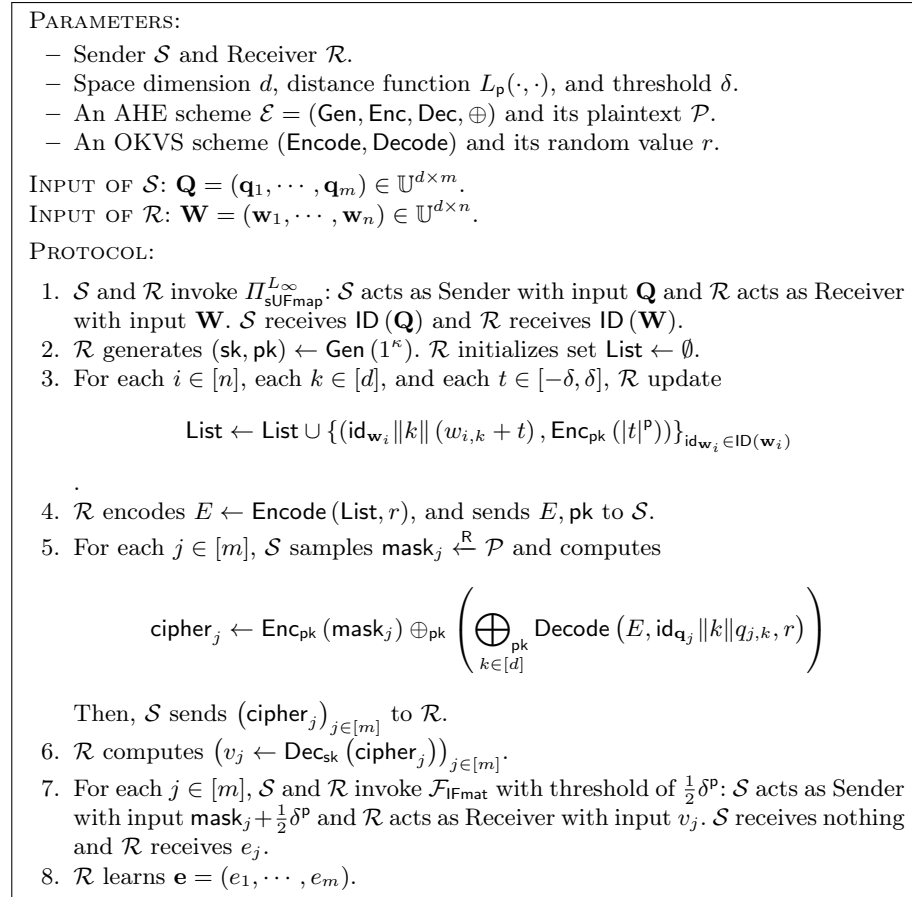 PARAMETERS:
– Sender 𝒮 and Receiver ℛ.
– Space dimension d, distance function L_p(·, ·), and threshold δ.
– An AHE scheme ℰ = (Gen, Enc, Dec, ⊕) and its plaintext 𝒫.
– An OKVS scheme (Encode, Decode) and its random value r.
INPUT OF 𝒮: Q = (q_1, ··· , q_m) ∈ 𝕌^{d×m}.
INPUT OF ℛ: W = (w_1, ··· , w_n) ∈ 𝕌^{d×n}.
PROTOCOL:
1. 𝒮 and ℛ invoke Π^{L_∞}_{sUFmap}: 𝒮 acts as Sender with input Q and ℛ acts as Receiver
with input W. 𝒮 receives ID (Q) and ℛ receives ID (W).
2. ℛ generates (sk, pk) ← Gen (1^κ). ℛ initializes set List ← ∅.
3. For each i ∈ [n], each k ∈ [d], and each t ∈ [−δ, δ], ℛ update
List ← List ∪ {(id_{w_i} ∥k∥ (w_{i,k} + t) , Enc_pk (|t|^p))}_{id_{w_i} ∈ ID(w_i)}
.
4. ℛ encodes E ← Encode (List, r), and sends E, pk to 𝒮.
5. For each j ∈ [m], 𝒮 samples mask_j ←^R 𝒫 and computes
cipher_j ← Enc_pk (mask_j) ⊕_pk (⊕_pk_{k∈[d]} Decode (E, id_{q_j} ∥k∥q_{j,k}, r))
Then, 𝒮 sends (cipher_j)_{j∈[m]} to ℛ.
6. ℛ computes (v_j ← Dec_sk (cipher_j))_{j∈[m]}.
7. For each j ∈ [m], 𝒮 and ℛ invoke ℱ_{IFmat} with threshold of ½δ^p: 𝒮 acts as Sender
with input mask_j + ½δ^p and ℛ acts as Receiver with input v_j. 𝒮 receives nothing
and ℛ receives e_j.
8. ℛ learns e = (e_1, ··· , e_m).